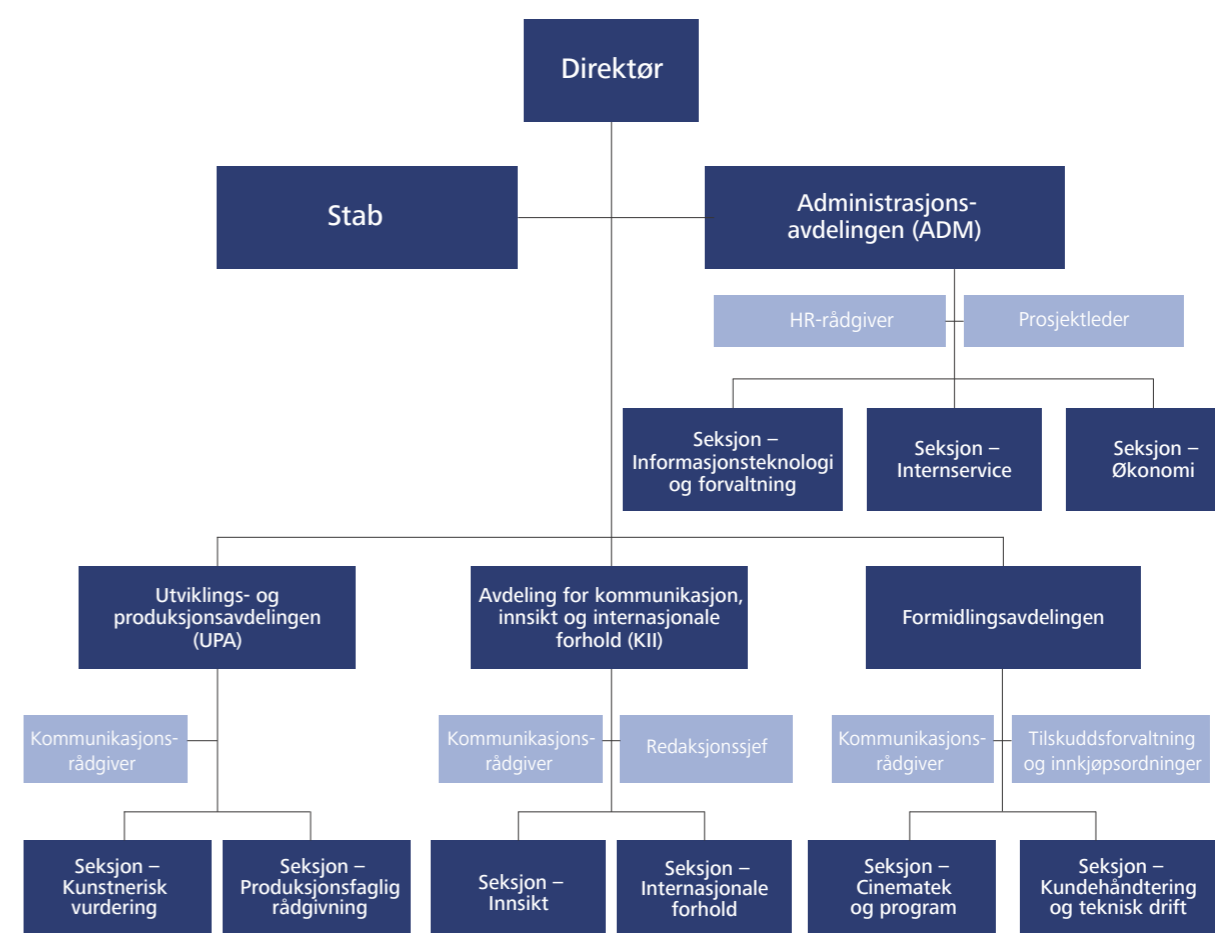 Direktør
Stab
Administrasjons-
avdelingen (ADM)
HR-rådgiver
Prosjektleder
Seksjon –
Informasjonsteknologi
og forvaltning
Seksjon –
Internservice
Seksjon –
Økonomi
Utviklings- og
produksjonsavdelingen
(UPA)
Avdeling for kommunikasjon,
innsikt og internasjonale
forhold (KII)
Formidlingsavdelingen
Kommunikasjons-
rådgiver
Kommunikasjons-
rådgiver
Redaksjonssjef
Kommunikasjons-
rådgiver
Tilskuddsforvaltning
og innkjøpsordninger
Seksjon –
Kunstnerisk
vurdering
Seksjon –
Produksjonsfaglig
rådgivning
Seksjon –
Innsikt
Seksjon –
Internasjonale
forhold
Seksjon –
Cinematek
og program
Seksjon –
Kundehåndtering
og teknisk drift